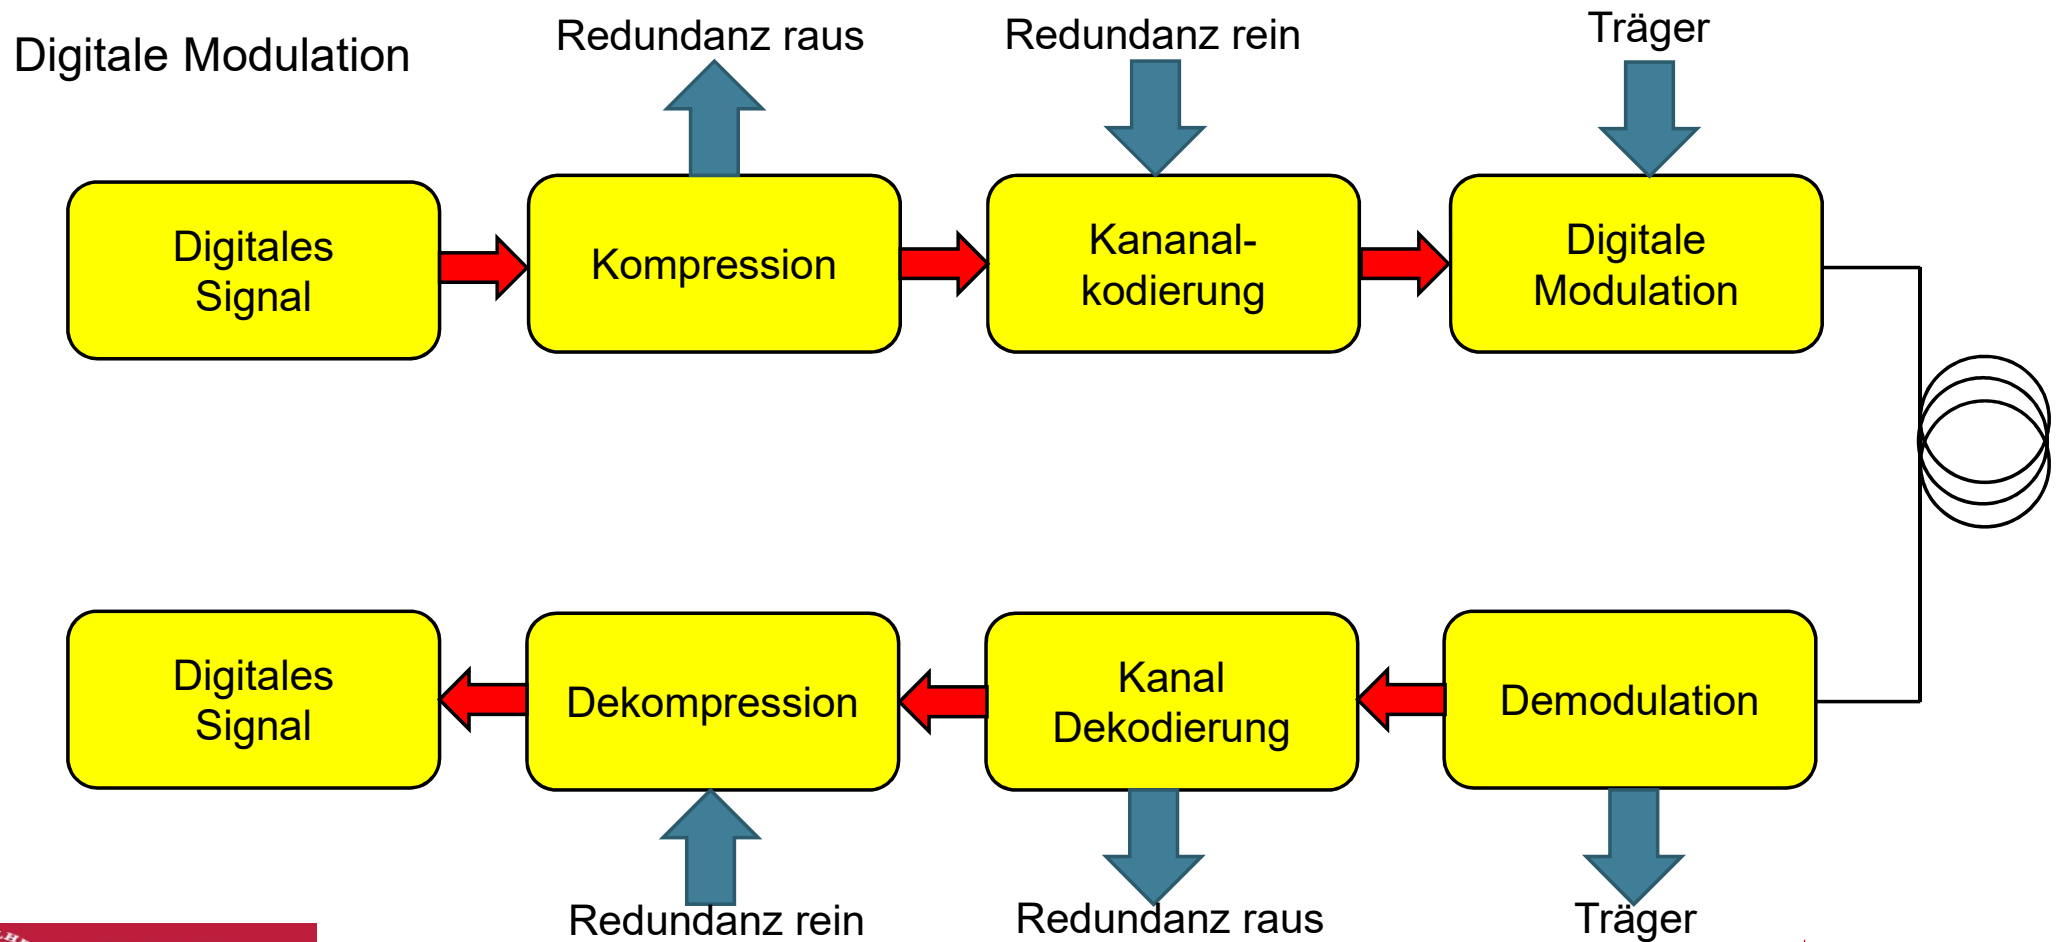 Digitale Modulation
Redundanz raus
Redundanz rein
Träger
Digitales
Signal
Kompression
Kananal-
kodierung
Digitale
Modulation
Digitales
Signal
Dekompression
Kanal
Dekodierung
Demodulation
Redundanz rein
Redundanz raus
Träger